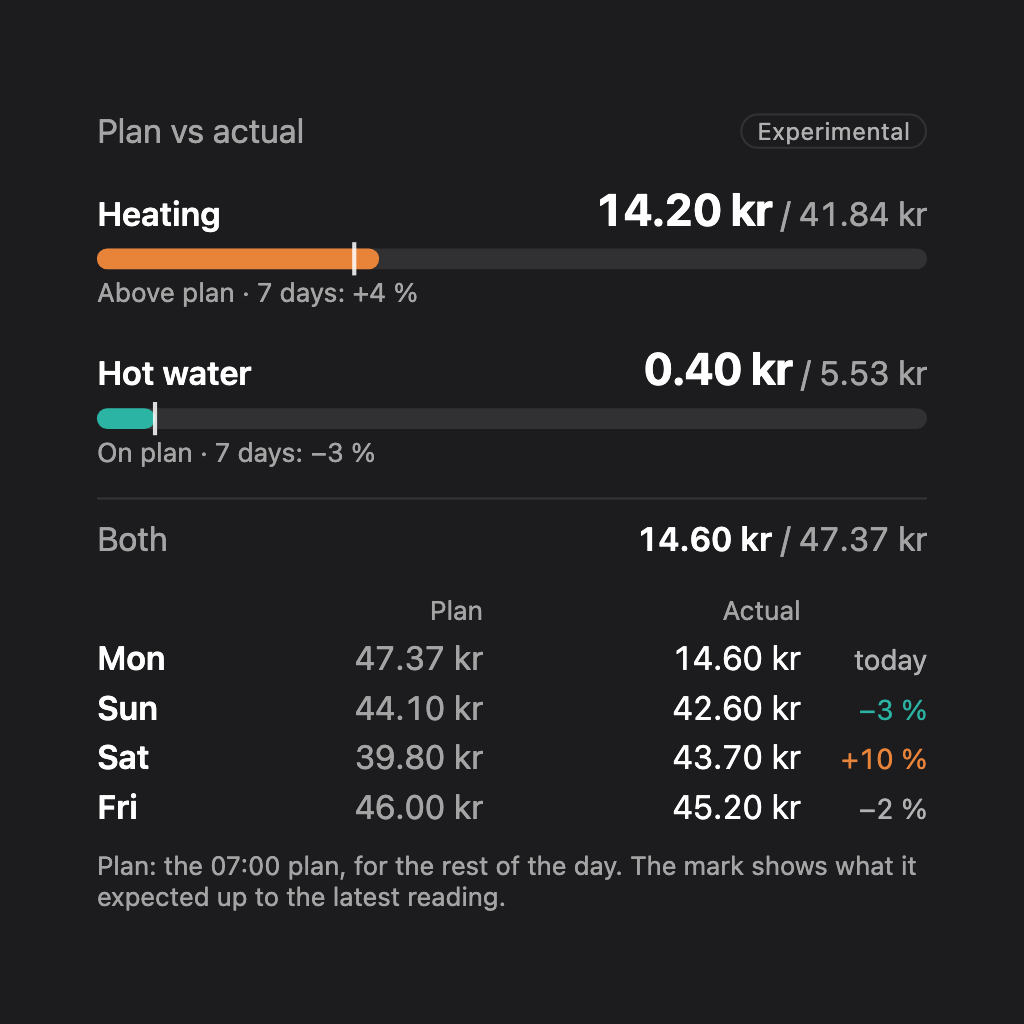 Plan vs actual Experimental
Heating 14.20 kr / 41.84 kr
Above plan · 7 days: +4 %
Hot water 0.40 kr / 5.53 kr
On plan · 7 days: −3 %
Both 14.60 kr / 47.37 kr
Plan Actual
Mon 47.37 kr 14.60 kr today
Sun 44.10 kr 42.60 kr −3 %
Sat 39.80 kr 43.70 kr +10 %
Fri 46.00 kr 45.20 kr −2 %
Plan: the 07:00 plan, for the rest of the day. The mark shows what it
expected up to the latest reading.